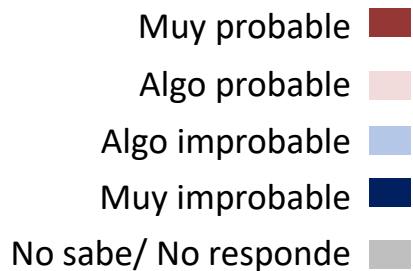 Muy probable
Algo probable
Algo improbable
Muy improbable
No sabe/ No responde